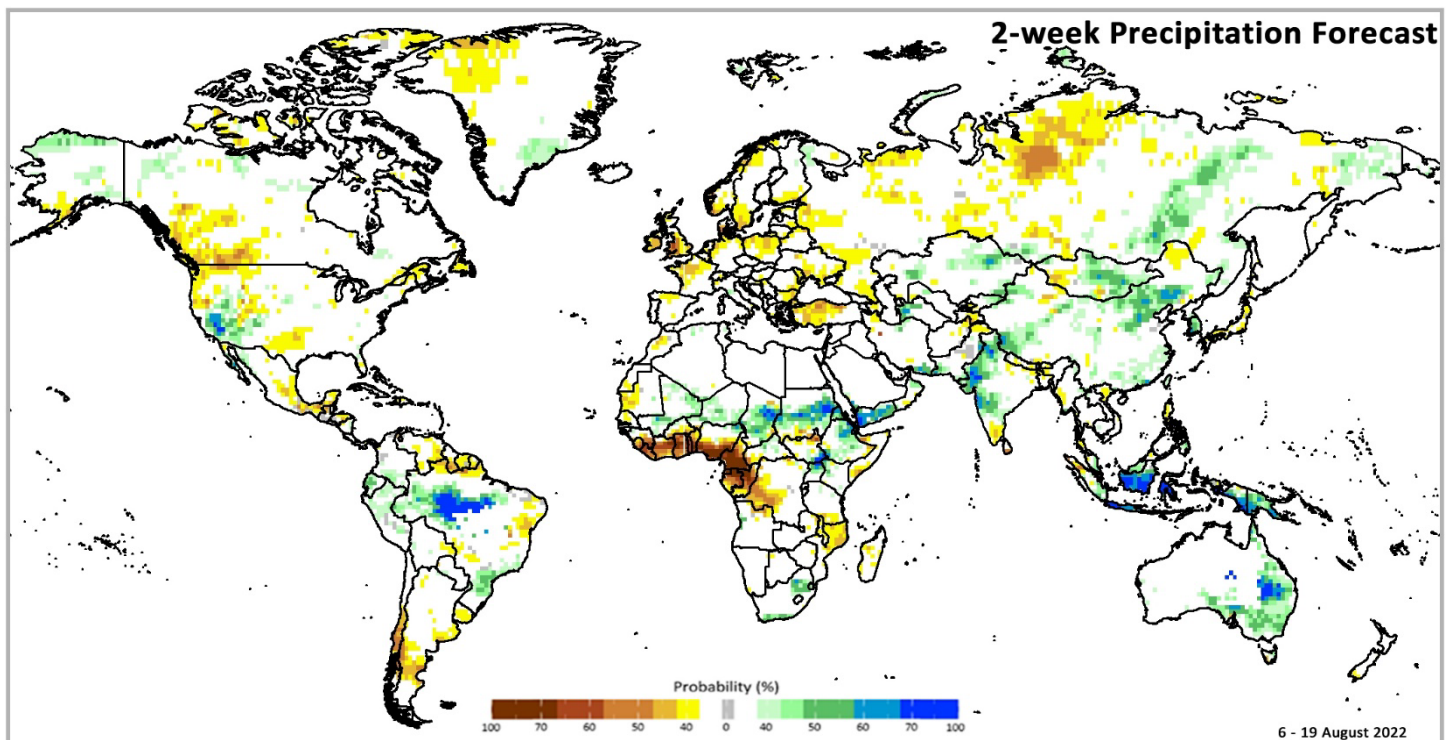 2-week Precipitation Forecast
Probability (%)
100 70 60 50 40 0 40 50 60 70 100
6 - 19 August 2022